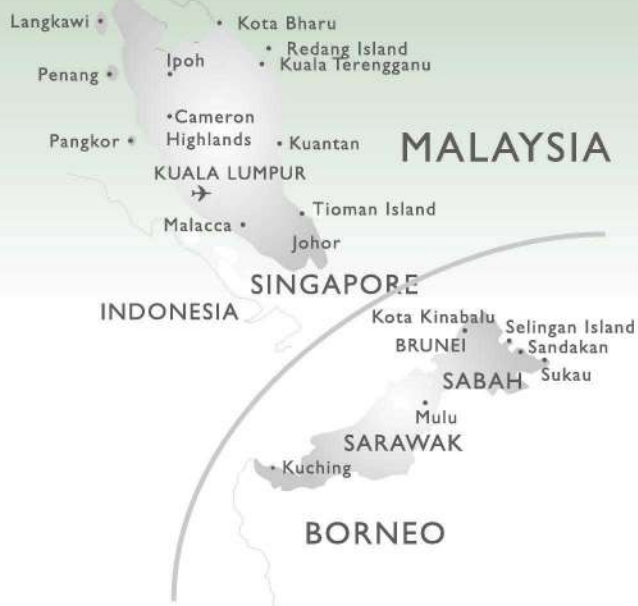 Langkawi
Kota Bharu
Redang Island
Ipoh
Kuala Terengganu
Penang
Cameron
Highlands
Pangkor
Kuantan
MALAYSIA
KUALA LUMPUR
Tioman Island
Malacca
Johor
SINGAPORE
INDONESIA
Kota Kinabalu
Selingan Island
BRUNEI
Sandakan
SABAH
Sukau
Mulu
SARAWAK
Kuching
BORNEO